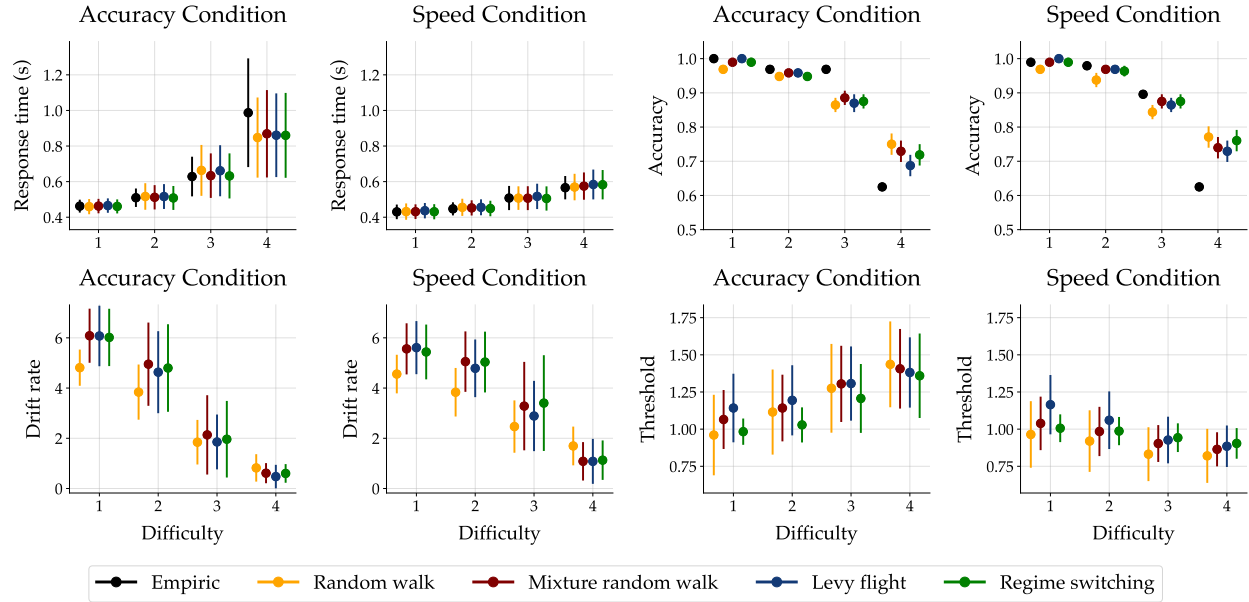 Accuracy Condition
Speed Condition
Accuracy Condition
Speed Condition
Response time (s)
1.2
1.0
0.8
0.6
0.4
1 2 3 4
Response time (s)
1.2
1.0
0.8
0.6
0.4
1 2 3 4
Accuracy
1.0
0.9
0.8
0.7
0.6
0.5
1 2 3 4
Accuracy
1.0
0.9
0.8
0.7
0.6
0.5
1 2 3 4
Accuracy Condition
Speed Condition
Accuracy Condition
Speed Condition
Drift rate
6
4
2
0
1 2 3 4
Difficulty
Drift rate
6
4
2
0
1 2 3 4
Difficulty
Threshold
1.75
1.50
1.25
1.00
0.75
1 2 3 4
Difficulty
Threshold
1.75
1.50
1.25
1.00
0.75
1 2 3 4
Difficulty
Empiric Random walk Mixture random walk Levy flight Regime switching